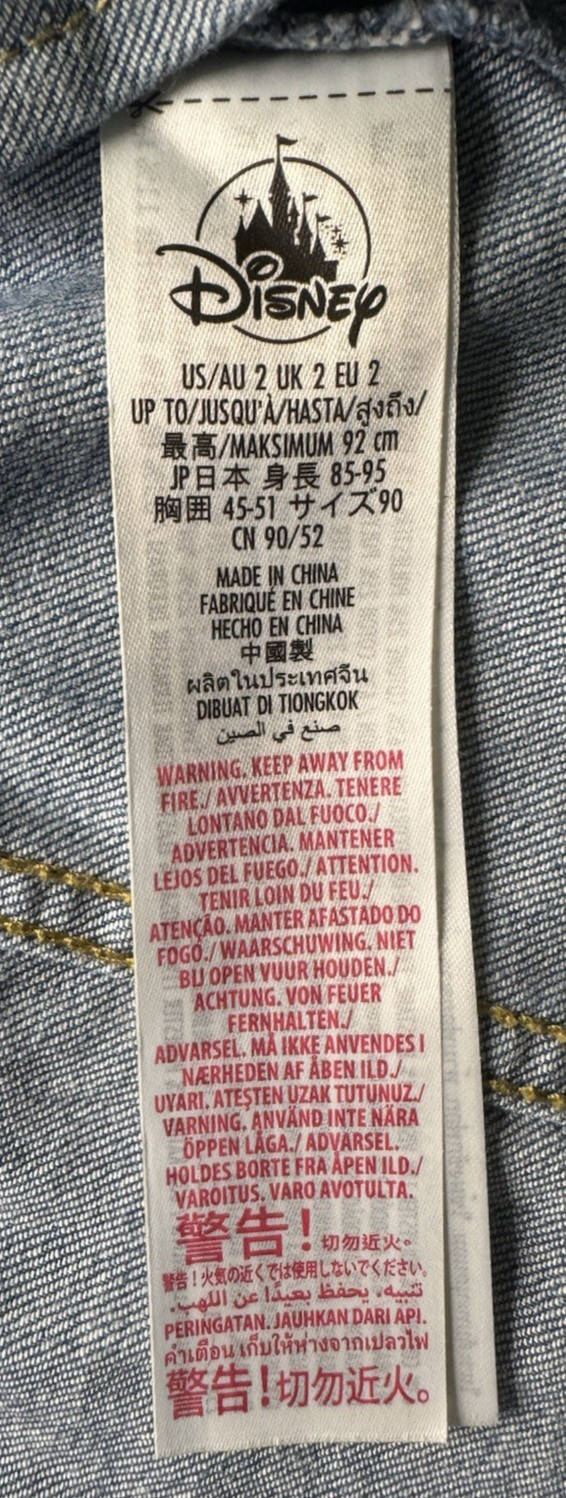 Disney
US/AU 2 UK 2 EU 2
UP TO/JUSQU'À/HASTA/สูงถึง/
最高/MAKSIMUM 92 cm
JP日本 身長 85-95
胸囲 45-51 サイズ90
CN 90/52
MADE IN CHINA
FABRIQUÉ EN CHINE
HECHO EN CHINA
中國製
ผลิตในประเทศจีน
DIBUAT DI TIONGKOK
صنع في الصين
WARNING. KEEP AWAY FROM
FIRE./ AVVERTENZA. TENERE
LONTANO DAL FUOCO./
ADVERTENCIA. MANTENER
LEJOS DEL FUEGO./ ATTENTION.
TENIR LOIN DU FEU./
ATENÇÃO. MANTER AFASTADO DO
FOGO./ WAARSCHUWING. NIET
BIJ OPEN VUUR HOUDEN./
ACHTUNG. VON FEUER
FERNHALTEN./
ADVARSEL. MÅ IKKE ANVENDES I
NÆRHEDEN AF ÅBEN ILD./
UYARI. ATEŞTEN UZAK TUTUNUZ./
VARNING. ANVÄND INTE NÄRA
ÖPPEN LÅGA./ ADVARSEL.
HOLDES BORTE FRA ÅPEN ILD./
VAROITUS. VARO AVOTULTA.
警告！切勿近火。
警告！火気の近くでは使用しないでください。
تنبيه، يحفظ بعيدًا عن اللهب.
PERINGATAN. JAUHKAN DARI API.
คำเตือน เก็บให้ห่างจากเปลวไฟ
警告！切勿近火。